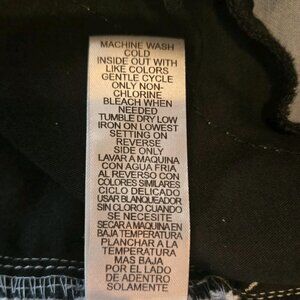 MACHINE WASH
COLD
INSIDE OUT WITH
LIKE COLORS
GENTLE CYCLE
ONLY NON-
CHLORINE
BLEACH WHEN
NEEDED
TUMBLE DRY LOW
IRON ON LOWEST
SETTING ON
REVERSE
SIDE ONLY
LAVAR A MAQUINA
CON AGUA FRIA
AL REVERSO CON
COLORES SIMILARES
CICLO DELICADO
USAR BLANQUEADOR
SIN CLORO CUANDO
SE NECESITE
SECAR A MAQUINA EN
BAJA TEMPERATURA
PLANCHAR A LA
TEMPERATURA
MAS BAJA
POR EL LADO
DE ADENTRO
SOLAMENTE